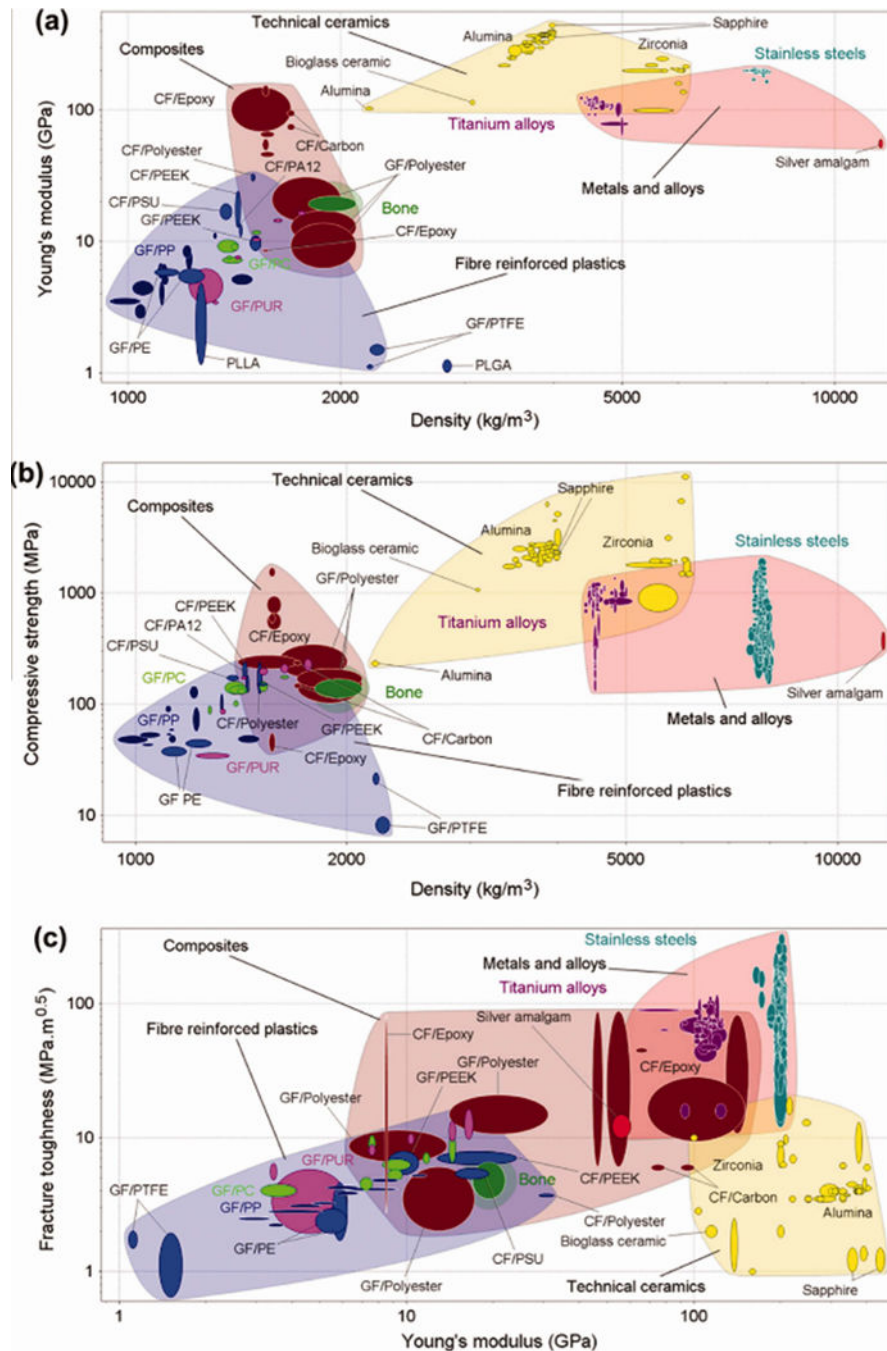 (a)
Technical ceramics
Sapphire
Alumina
Composites
Zirconia
Stainless steels
Bioglass ceramic
CF/Epoxy
Alumina
100
CF/Carbon
Titanium alloys
CF/Polyester
CF/PA12
Silver amalgam
CF/PEEK
GF/Polyester
Metals and alloys
CF/PSU
Bone
GF/PEEK
CF/Epoxy
10
GF/PP
GF/PC
Fibre reinforced plastics
GF/PUR
GF/PTFE
GF/PE
PLLA
PLGA
1
1000
2000
5000
10000
Young's modulus (GPa)
Density (kg/m3)
(b)
10000
Technical ceramics
Sapphire
Composites
Alumina
Bioglass ceramic
Zirconia
Stainless steels
GF/Polyester
1000
CF/PEEK
CF/PA12
CF/Epoxy
Titanium alloys
CF/PSU
Alumina
GF/PC
Bone
Silver amalgam
100
GF/PP
CF/Polyester
GF/PEEK
Metals and alloys
CF/Carbon
GF/PUR
CF/Epoxy
GF PE
Fibre reinforced plastics
10
GF/PTFE
1000
2000
5000
10000
Compressive strength (MPa)
Density (kg/m3)
(c)
Composites
Stainless steels
Metals and alloys
Titanium alloys
100
Fibre reinforced plastics
Silver amalgam
CF/Epoxy
GF/Polyester
CF/Epoxy
GF/PEEK
GF/Polyester
10
GF/PUR
Zirconia
GF/PC
Bone
CF/PEEK
GF/PTFE
GF/PP
CF/Carbon
Alumina
CF/Polyester
GF/PE
Bioglass ceramic
CF/PSU
GF/Polyester
Technical ceramics
1
Sapphire
1
10
100
Fracture toughness (MPa.m0.5)
Young's modulus (GPa)